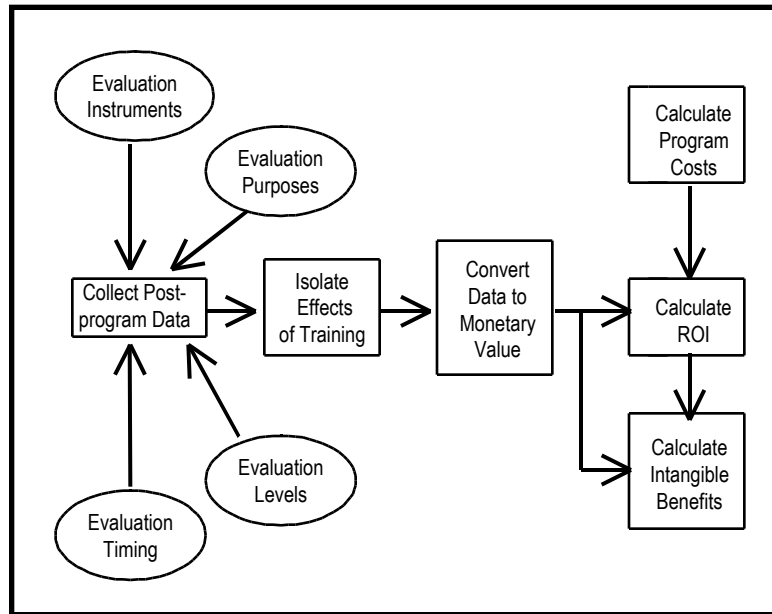 Evaluation
Instruments
Evaluation
Purposes
Collect Post-
program Data
Isolate
Effects
of Training
Convert
Data to
Monetary
Value
Calculate
Program
Costs
Calculate
ROI
Calculate
Intangible
Benefits
Evaluation
Levels
Evaluation
Timing